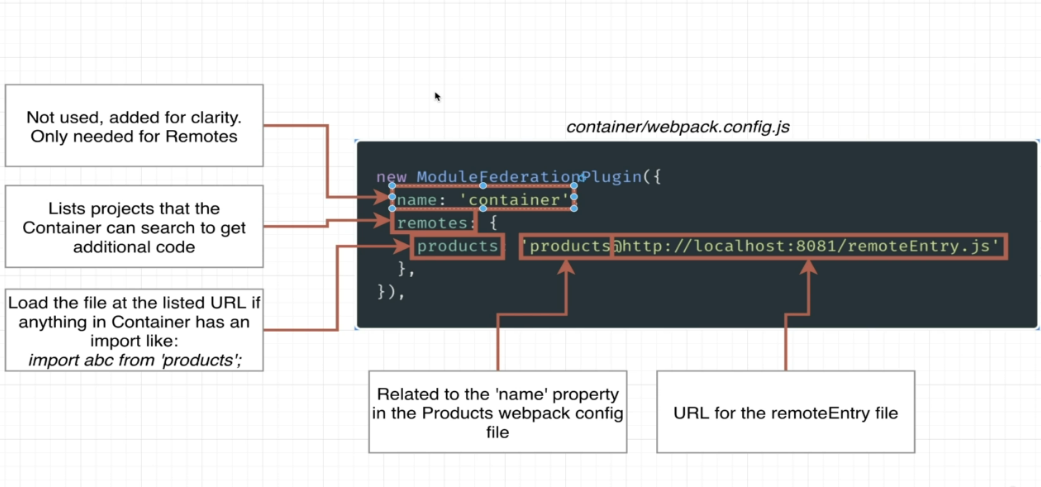 container/webpack.config.js
Not used, added for clarity.
Only needed for Remotes
Lists projects that the
Container can search to get
additional code
Load the file at the listed URL if
anything in Container has an
import like:
import abc from 'products';
new ModuleFederationPlugin({
name: 'container'
remotes: {
products 'products@http://localhost:8081/remoteEntry.js'
},
}),
Related to the 'name' property
in the Products webpack config
file
URL for the remoteEntry file